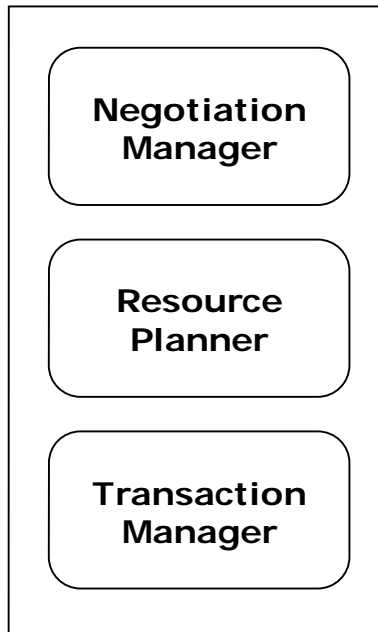 Negotiation
Manager
Resource
Planner
Transaction
Manager